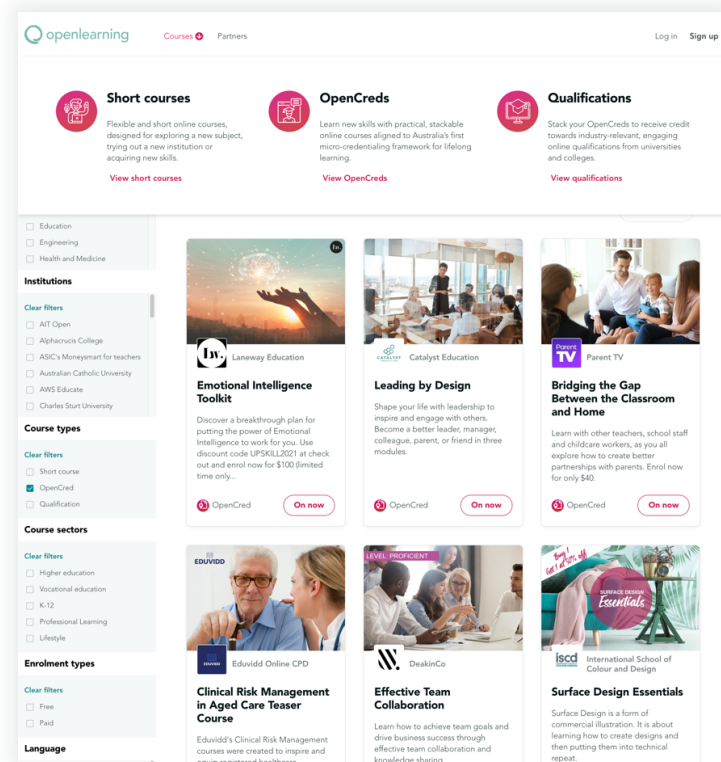 openlearning
Courses
Partners
Log in
Sign up
Short courses
Flexible and short online courses,
designed for exploring a new subject,
trying out a new institution or
acquiring new skills.
View short courses
OpenCreds
Learn new skills with practical, stackable
online courses aligned to Australia's first
micro-credentialing framework for lifelong
learning.
View OpenCreds
Qualifications
Stack your OpenCreds to receive credit
towards industry-relevant, engaging
online qualifications from universities
and colleges.
View qualifications
Education
Engineering
Health and Medicine
Institutions
Clear filters
AIT Open
Alphacrucis College
ASIC's Moneysmart for teachers
Australian Catholic University
AWS Educate
Charles Sturt University
Course types
Clear filters
Short course
OpenCred
Qualification
Course sectors
Clear filters
Higher education
Vocational education
K-12
Professional Learning
Lifestyle
Enrolment types
Clear filters
Free
Paid
Language
lw.
lw.
Laneway Education
Emotional Intelligence
Toolkit
Discover a breakthrough plan for
putting the power of Emotional
Intelligence to work for you. Use
discount code UPSKILL2021 at check
out and enrol now for $100 (limited
time only...
OpenCred
On now
CATALYST
Catalyst Education
Leading by Design
Shape your life with leadership to
inspire and engage with others.
Become a better leader, manager,
colleague, parent, or friend in three
modules.
OpenCred
On now
Parent
TV
Parent TV
Bridging the Gap
Between the Classroom
and Home
Learn with other teachers, school staff
and childcare workers, as you all
explore how to create better
partnerships with parents. Enrol now
for only $40.
OpenCred
On now
EDUVIDD
EDUVIDD
Eduvidd Online CPD
Clinical Risk Management
in Aged Care Teaser
Course
Eduvidd's Clinical Risk Management
courses were created to inspire and
equip registered healthcare
LEVEL: PROFICIENT
DeakinCo
Effective Team
Collaboration
Learn how to achieve team goals and
drive business success through
effective team collaboration and
knowledge sharing.
Buy 1
Get 1 at 50% off
SURFACE DESIGN
Essentials
iscd
International School of
Colour and Design
Surface Design Essentials
Surface Design is a form of
commercial illustration. It is about
learning how to create designs and
then putting them into technical
repeat.